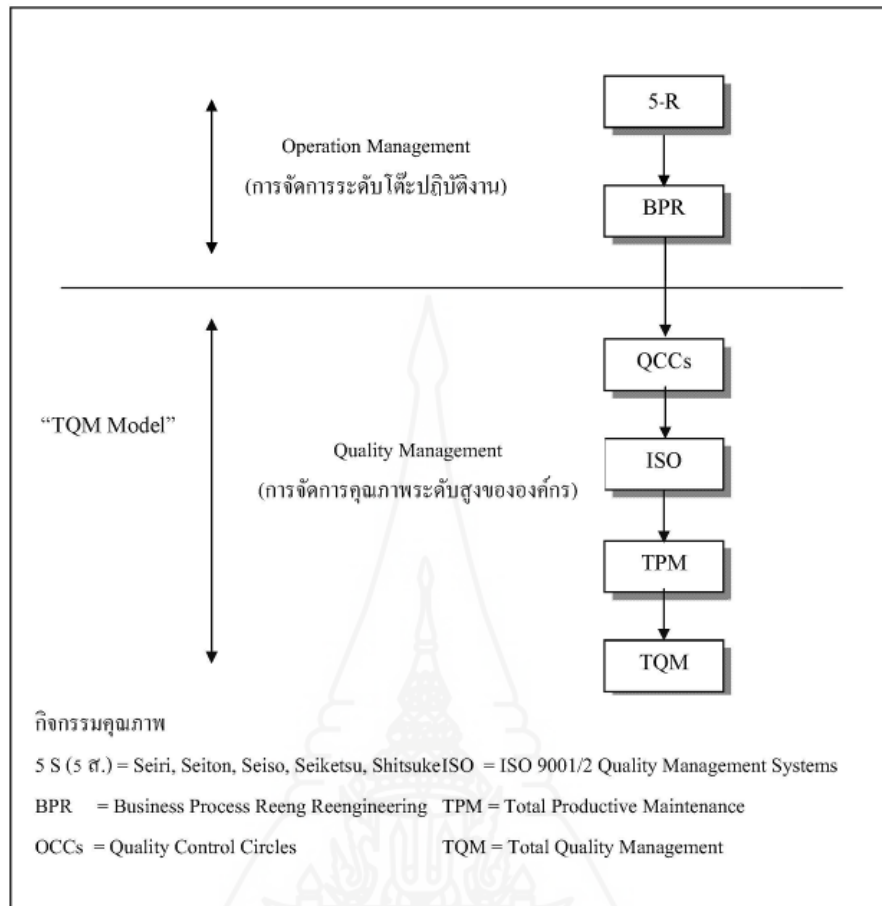 5-R
Operation Management
(การจัดการระดับโต๊ะปฏิบัติงาน)
BPR
QCCs
“TQM Model”
Quality Management
(การจัดการคุณภาพระดับสูงขององค์กร)
ISO
TPM
TQM
กิจกรรมคุณภาพ
5 S (5 ส.) = Seiri, Seiton, Seiso, Seiketsu, Shitsuke ISO = ISO 9001/2 Quality Management Systems
BPR = Business Process Reeng Reengineering TPM = Total Productive Maintenance
OCCs = Quality Control Circles TQM = Total Quality Management